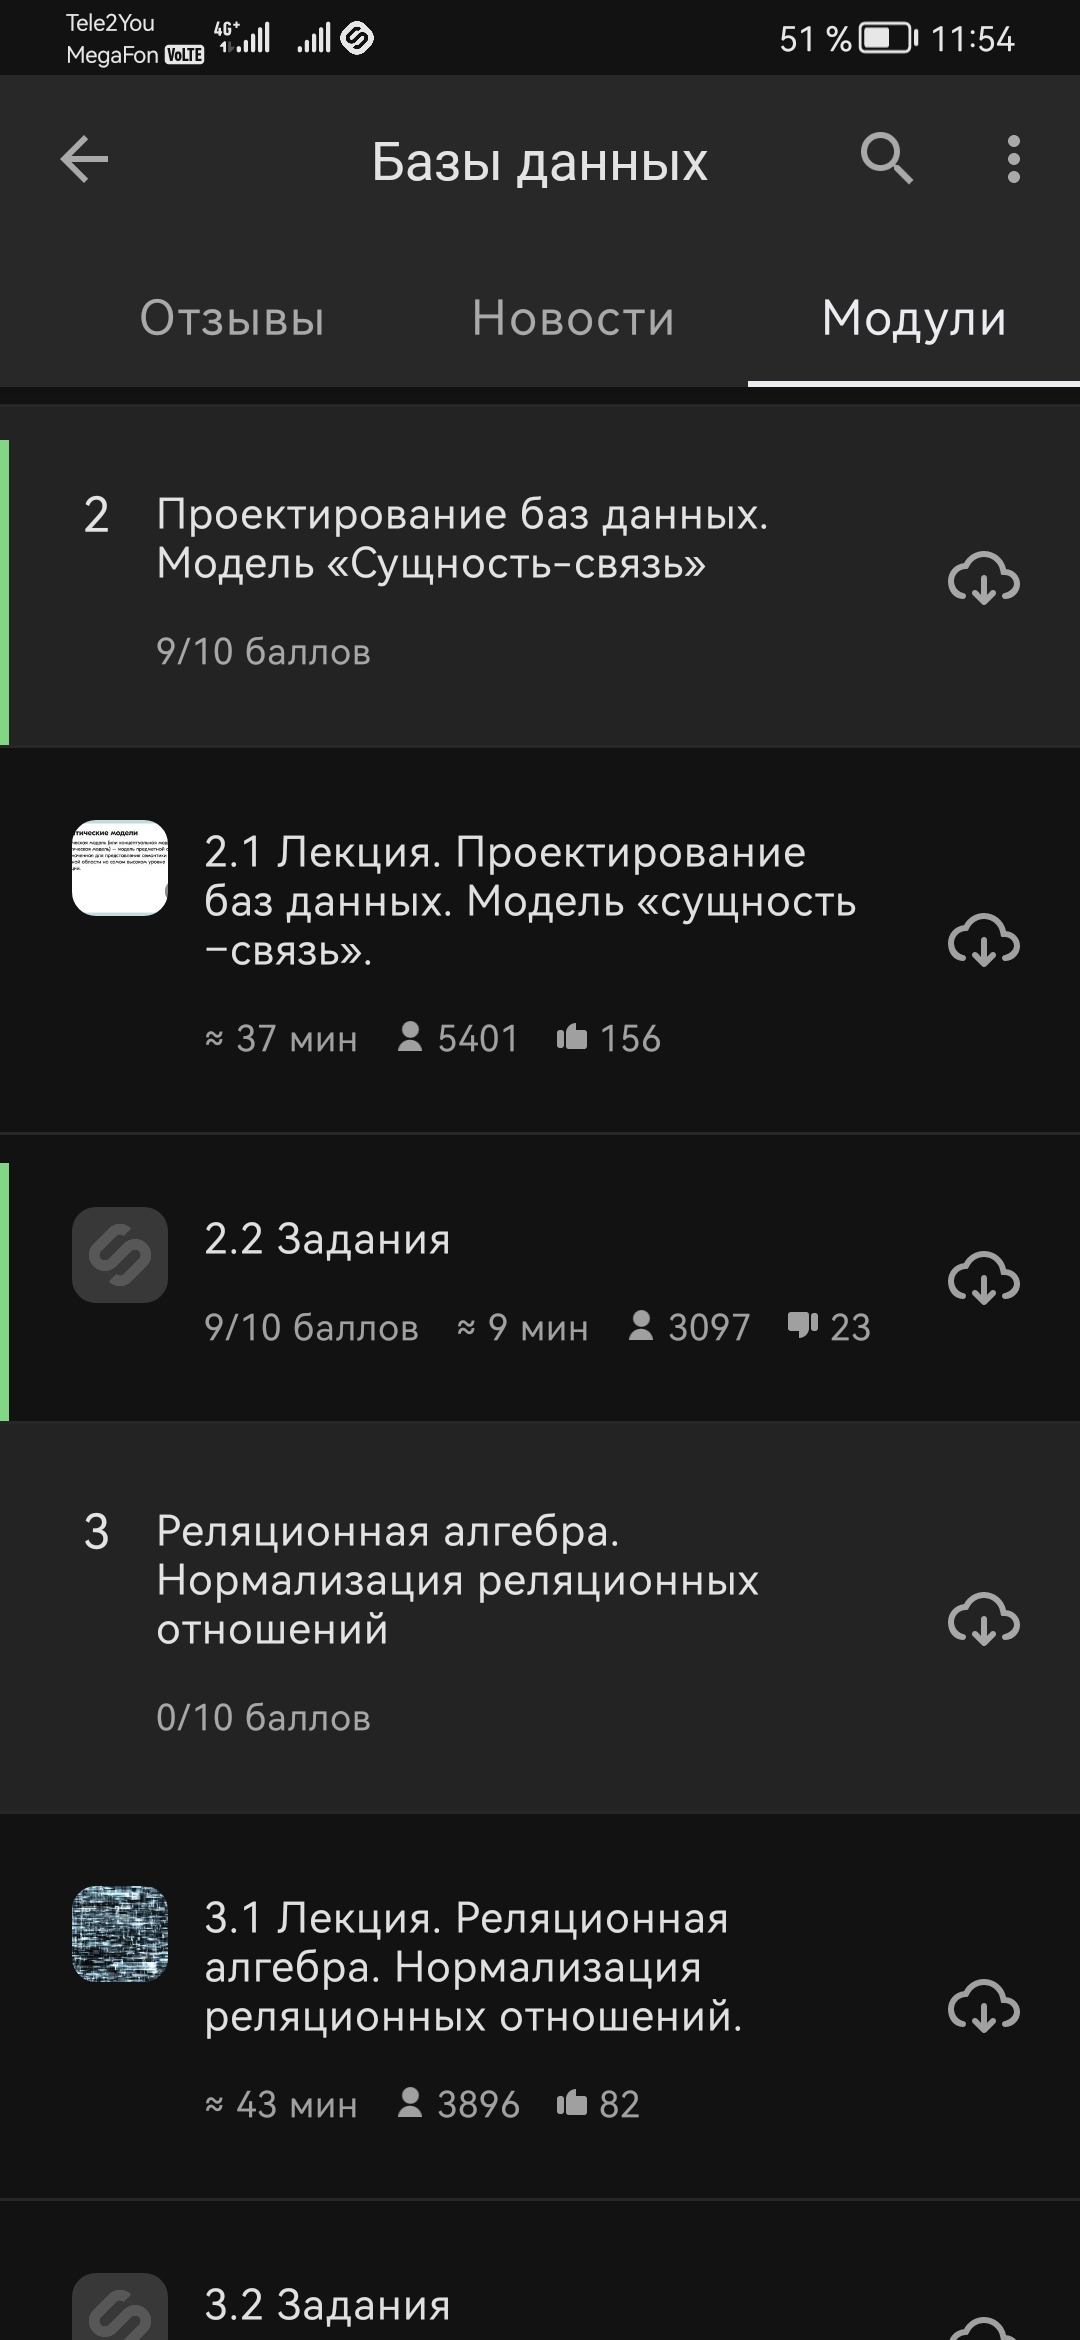 Tele2You
MegaFon VoLTE 4G+ 51 % 11:54
Базы данных
Отзывы Новости Модули
2 Проектирование баз данных.
Модель «Сущность-связь»
9/10 баллов
2.1 Лекция. Проектирование
баз данных. Модель «сущность
-связь».
≈ 37 мин 5401 156
2.2 Задания
9/10 баллов ≈ 9 мин 3097 23
3 Реляционная алгебра.
Нормализация реляционных
отношений
0/10 баллов
3.1 Лекция. Реляционная
алгебра. Нормализация
реляционных отношений.
≈ 43 мин 3896 82
3.2 Задания